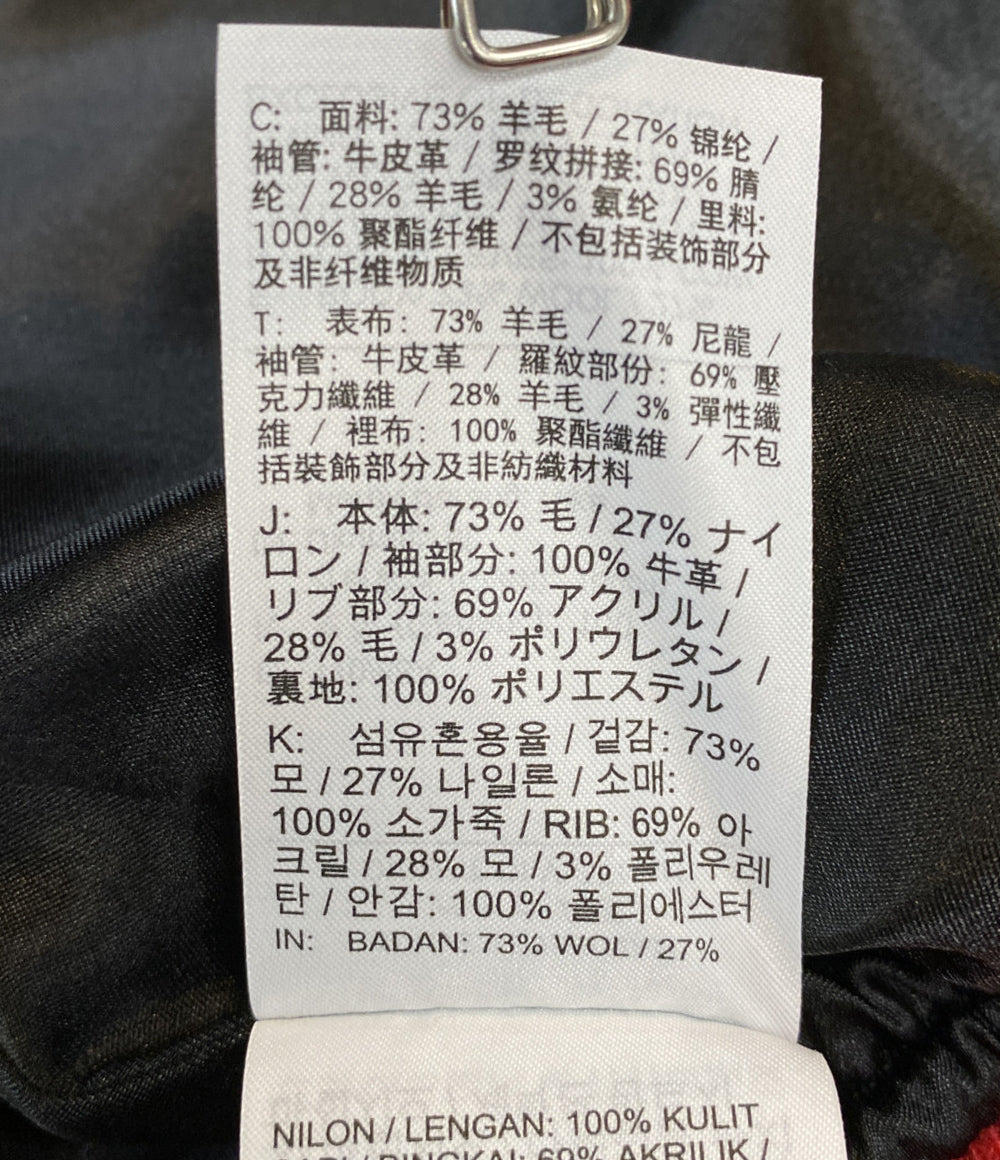 C: 面料: 73% 羊毛 / 27% 锦纶 /
袖管: 牛皮革 / 罗纹拼接: 69% 腈
纶 / 28% 羊毛 / 3% 氨纶 / 里料:
100% 聚酯纤维 / 不包括装饰部分
及非纤维物质
T: 表布: 73% 羊毛 / 27% 尼龍 /
袖管: 牛皮革 / 羅紋部份: 69% 壓
克力纖維 / 28% 羊毛 / 3% 彈性纖
維 / 裡布: 100% 聚酯纖維 / 不包
括裝飾部分及非紡織材料
J: 本体: 73% 毛 / 27% ナイ
ロン / 袖部分: 100% 牛革 /
リブ部分: 69% アクリル /
28% 毛 / 3% ポリウレタン /
裏地: 100% ポリエステル
K: 섬유혼용율 / 겉감: 73%
모 / 27% 나일론 / 소매:
100% 소가죽 / RIB: 69% 아
크릴 / 28% 모 / 3% 폴리우레
탄 / 안감: 100% 폴리에스터
IN: BADAN: 73% WOL / 27%
NILON / LENGAN: 100% KULIT
69% AKRILIK /